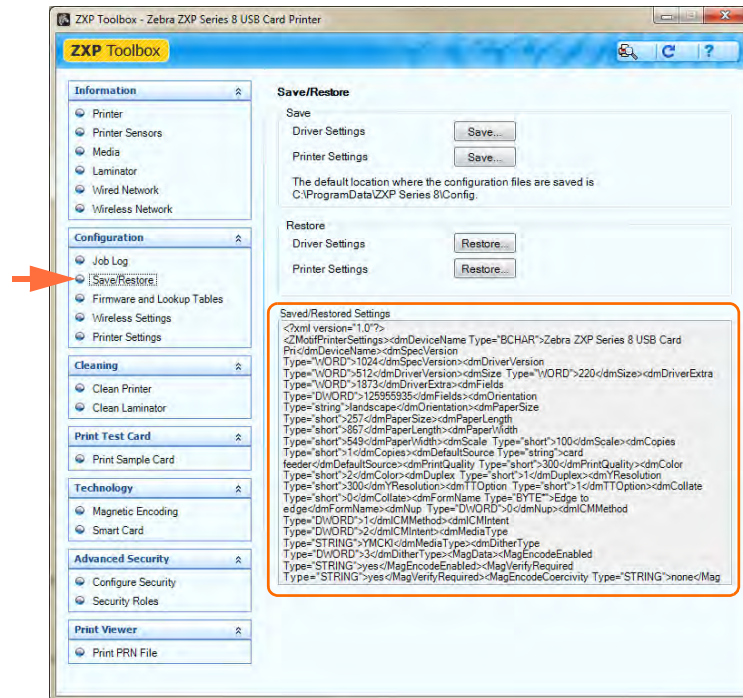 ZXP Toolbox - Zebra ZXP Series 8 USB Card Printer
ZXP Toolbox
Information
Printer
Printer Sensors
Media
Laminator
Wired Network
Wireless Network
Configuration
Job Log
Save/Restore
Firmware and Lookup Tables
Wireless Settings
Printer Settings
Cleaning
Clean Printer
Clean Laminator
Print Test Card
Print Sample Card
Technology
Magnetic Encoding
Smart Card
Advanced Security
Configure Security
Security Roles
Print Viewer
Print PRN File
Save/Restore
Save
Driver Settings Save...
Printer Settings Save...
The default location where the configuration files are saved is
C:\ProgramData\ZXP Series 8\Config.
Restore
Driver Settings Restore...
Printer Settings Restore...
Saved/Restored Settings
<?xml version="1.0"?>
<ZMotifPrinterSettings><dmDeviceName Type="BCHAR">Zebra ZXP Series 8 USB Card
Pri</dmDeviceName><dmSpecVersion
Type="WORD">1024</dmSpecVersion><dmDriverVersion
Type="WORD">512</dmDriverVersion><dmSize Type="WORD">220</dmSize><dmDriverExtra
Type="WORD">1873</dmDriverExtra><dmFields
Type="DWORD">125955935</dmFields><dmOrientation
Type="string">landscape</dmOrientation><dmPaperSize
Type="short">257</dmPaperSize><dmPaperLength
Type="short">867</dmPaperLength><dmPaperWidth
Type="short">549</dmPaperWidth><dmScale Type="short">100</dmScale><dmCopies
Type="short">1</dmCopies><dmDefaultSource Type="string">card
feeder</dmDefaultSource><dmPrintQuality Type="short">300</dmPrintQuality><dmColor
Type="short">2</dmColor><dmDuplex Type="short">1</dmDuplex><dmYResolution
Type="short">300</dmYResolution><dmTTOption Type="short">1</dmTTOption><dmCollate
Type="short">0</dmCollate><dmFormName Type="BYTE*">Edge to
edge</dmFormName><dmNup Type="DWORD">0</dmNup><dmICMMethod
Type="DWORD">1</dmICMMethod><dmICMIntent
Type="DWORD">2</dmICMIntent><dmMediaType
Type="STRING">YMCKI</dmMediaType><dmDitherType
Type="DWORD">3</dmDitherType><MagData><MagEncodeEnabled
Type="STRING">yes</MagEncodeEnabled><MagVerifyRequired
Type="STRING">yes</MagVerifyRequired><MagEncodeCoercivity Type="STRING">none</Mag